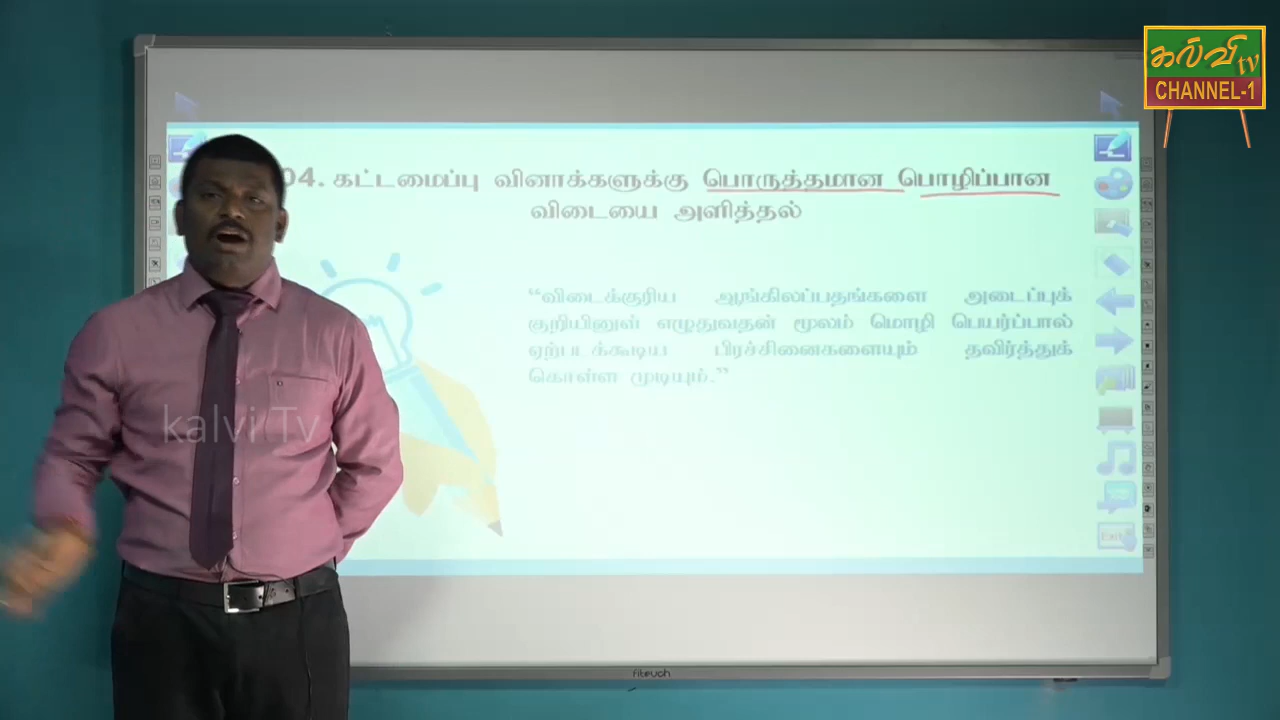 கல்வி tv
CHANNEL-1
04. கட்டமைப்பு வினாக்களுக்கு பொருத்தமான பொழிப்பான
விடையை அளித்தல்
“விடைக்குரிய ஆங்கிலப்பதங்களை அடைப்புக்
குறியினுள் எழுதுவதன் மூலம் மொழி பெயர்ப்பால்
ஏற்படக்கூடிய பிரச்சினைகளையும் தவிர்த்துக்
கொள்ள முடியும்.”
kalvi Tv
fitouch